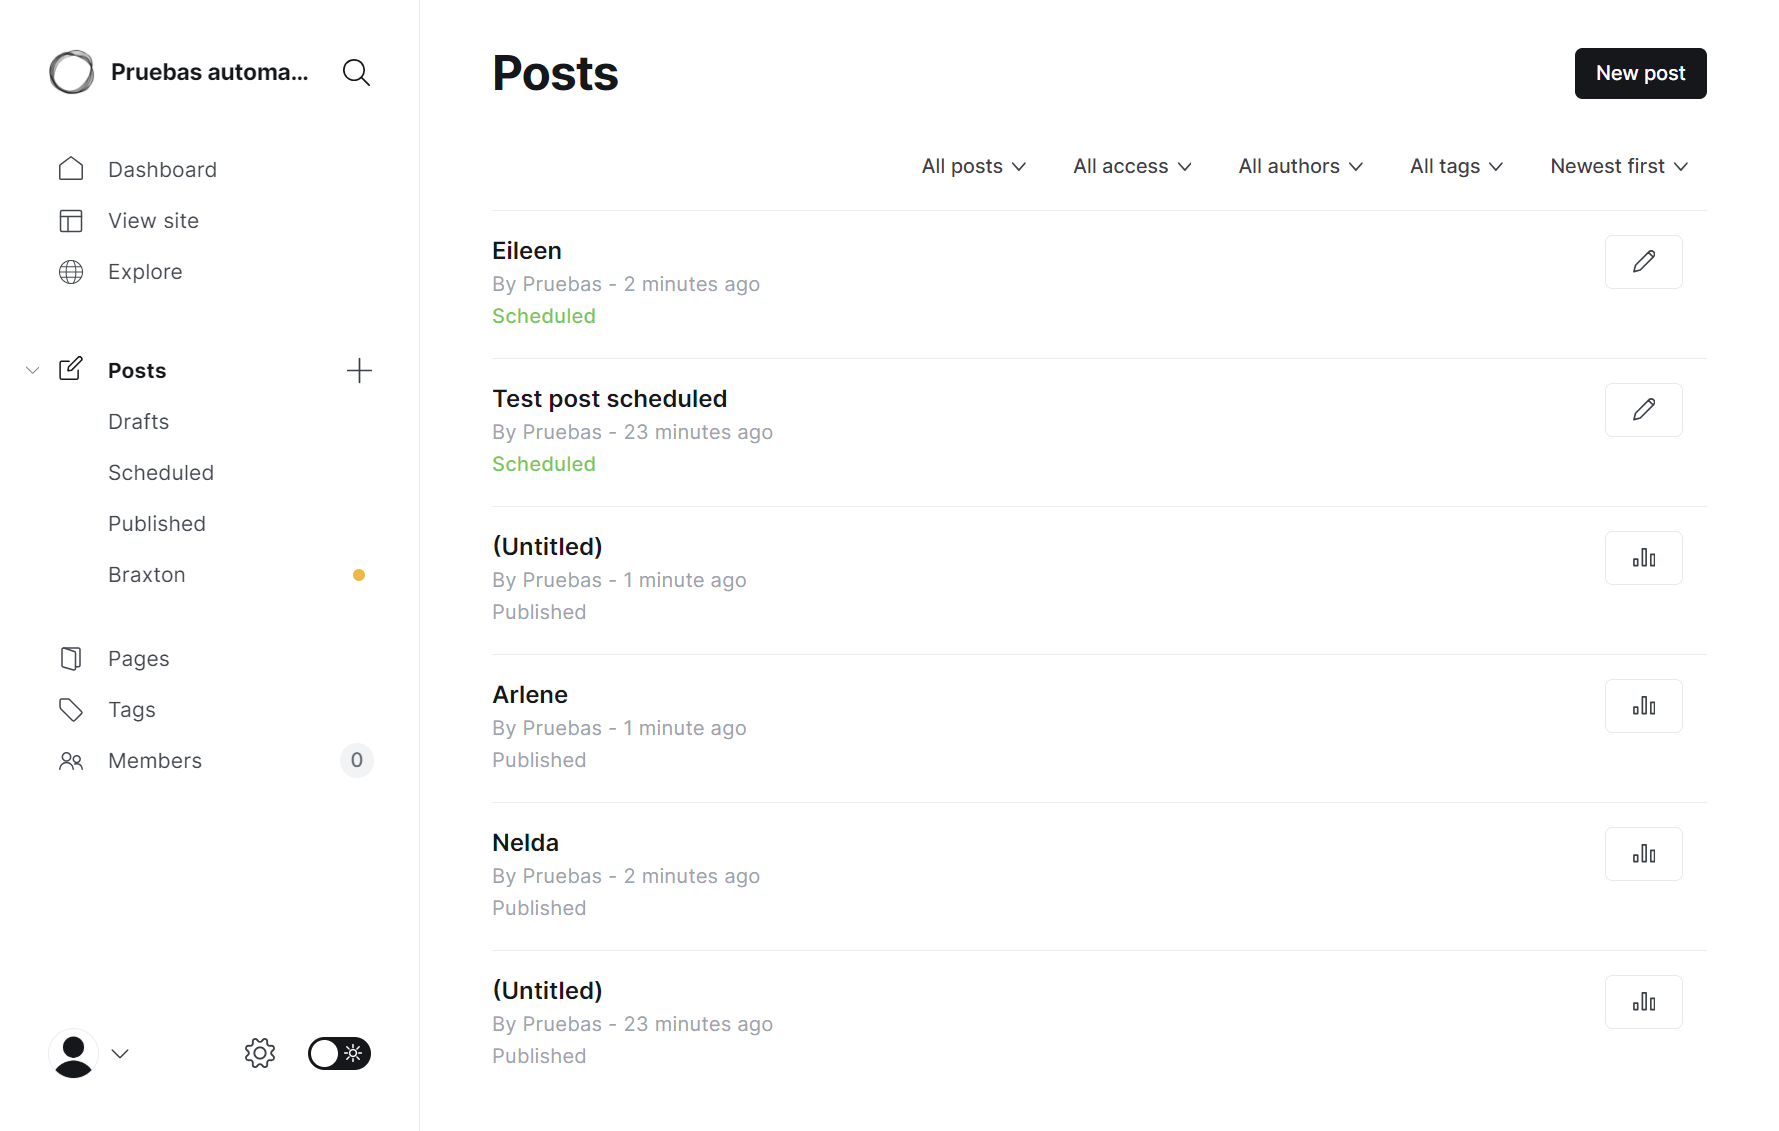 Pruebas automa...
Dashboard
View site
Explore
Posts
Drafts
Scheduled
Published
Braxton
Pages
Tags
Members 0
Posts
New post
All posts All access All authors All tags Newest first
Eileen
By Pruebas - 2 minutes ago
Scheduled
Test post scheduled
By Pruebas - 23 minutes ago
Scheduled
(Untitled)
By Pruebas - 1 minute ago
Published
Arlene
By Pruebas - 1 minute ago
Published
Nelda
By Pruebas - 2 minutes ago
Published
(Untitled)
By Pruebas - 23 minutes ago
Published